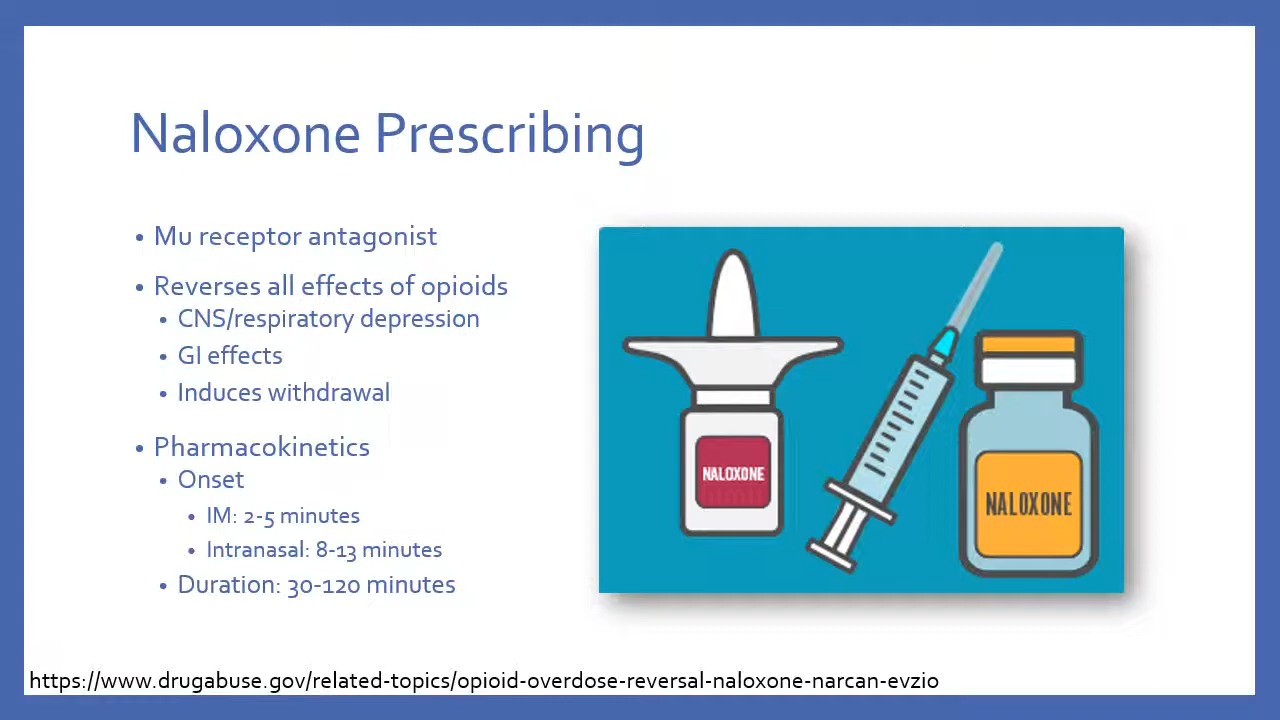 Naloxone Prescribing
• Mu receptor antagonist
• Reverses all effects of opioids
• CNS/respiratory depression
• GI effects
• Induces withdrawal
• Pharmacokinetics
• Onset
• IM: 2-5 minutes
• Intranasal: 8-13 minutes
• Duration: 30-120 minutes
NALOXONE
NALOXONE
https://www.drugabuse.gov/related-topics/opioid-overdose-reversal-naloxone-narcan-evzio